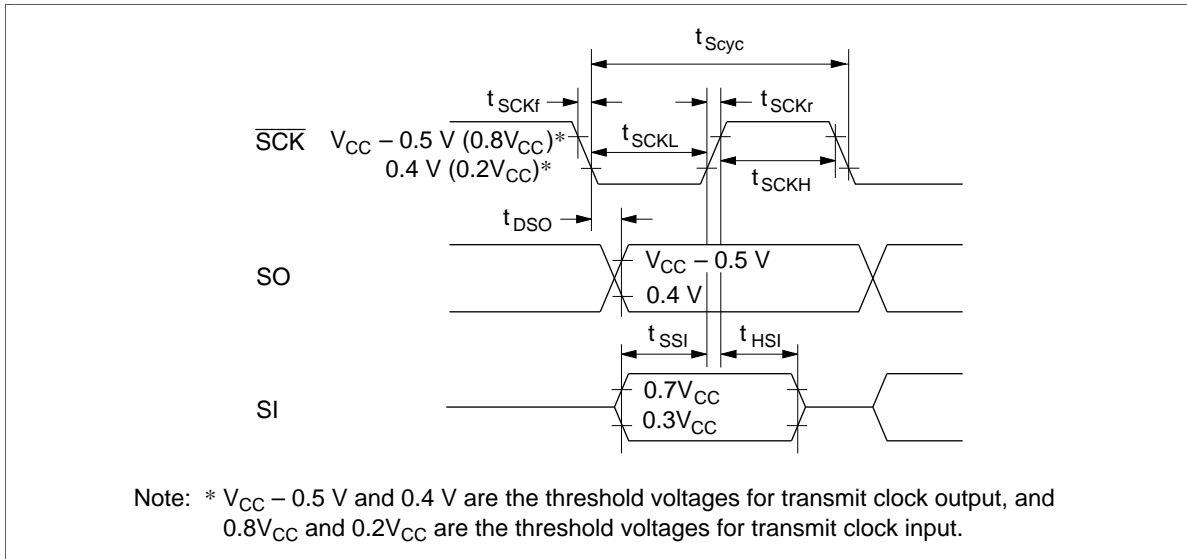 tScyc
tSCKf
tSCKr
SCK VCC – 0.5 V (0.8VCC)*
tSCKL
0.4 V (0.2VCC)*
tSCKH
tDSO
SO
VCC – 0.5 V
0.4 V
tSSI
tHSI
SI
0.7VCC
0.3VCC
Note: * VCC – 0.5 V and 0.4 V are the threshold voltages for transmit clock output, and
0.8VCC and 0.2VCC are the threshold voltages for transmit clock input.